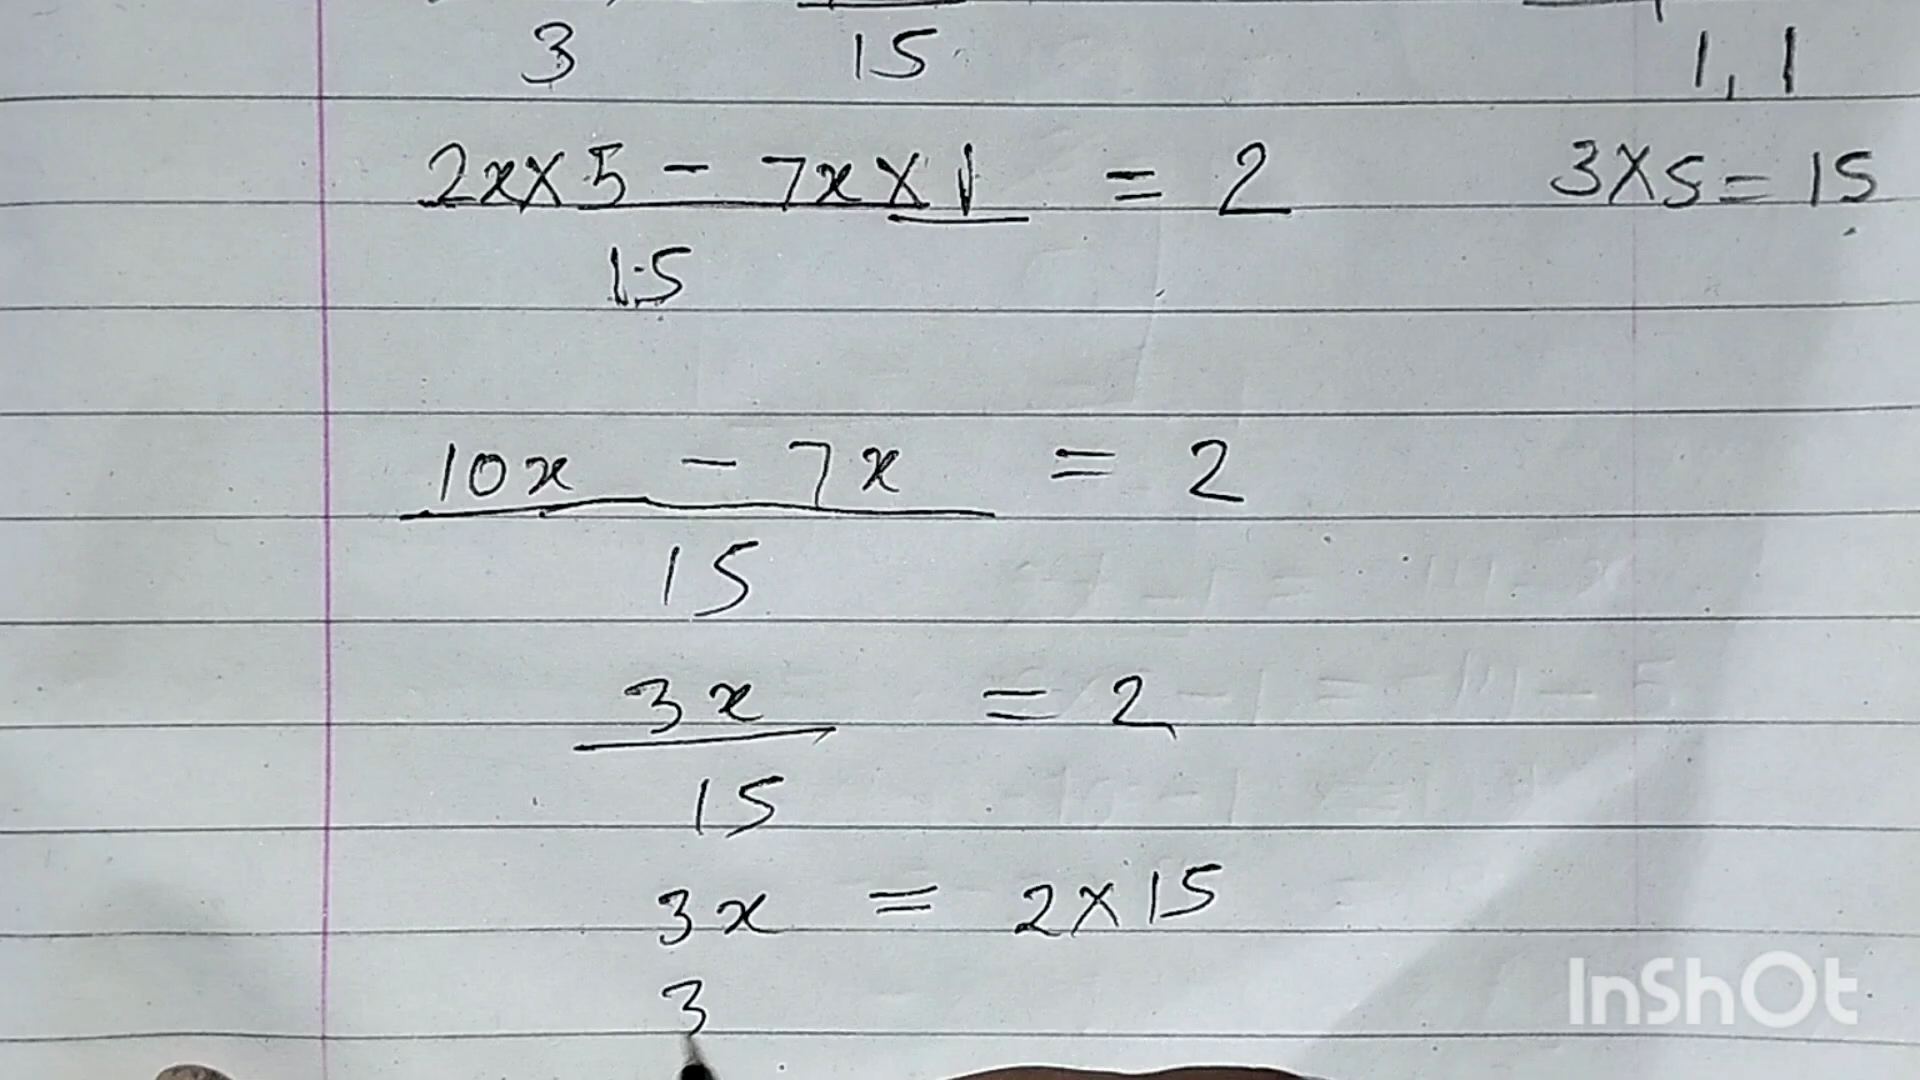 3 15 1, 1
2x×5 - 7x×1 = 2 3×5=15
15
10x - 7x = 2
15
3x = 2
15
3x = 2×15
3
InShOt